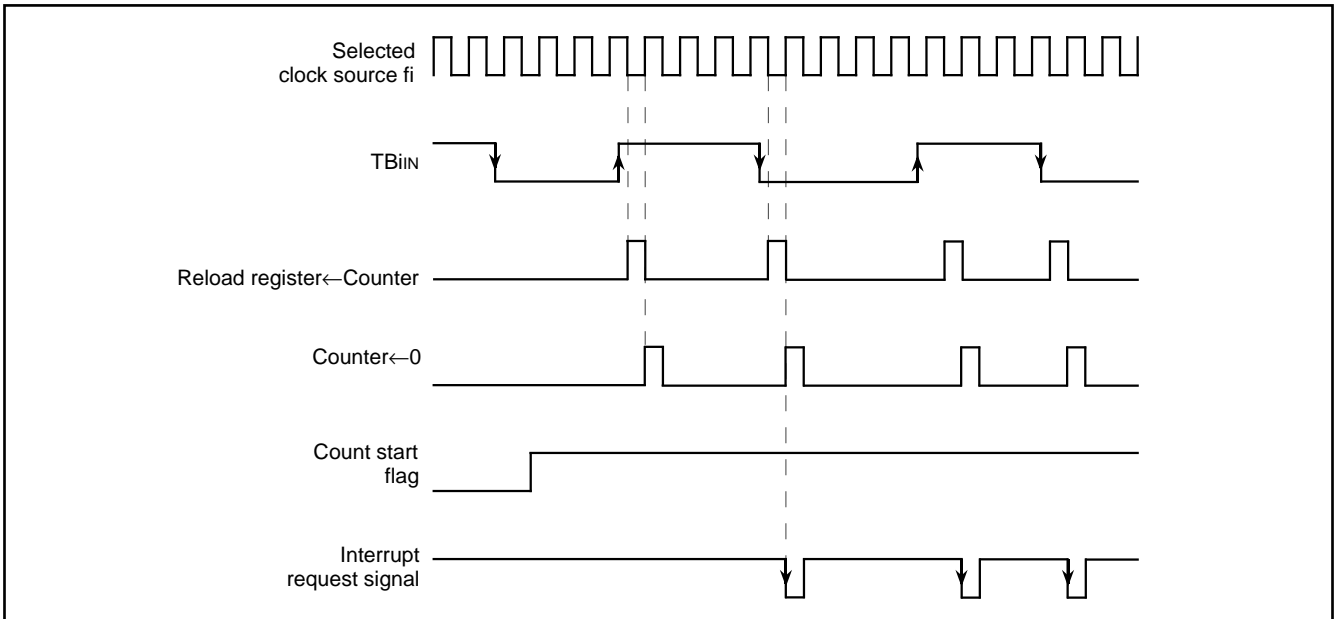 Selected
clock source fi
TBiIN
Reload register←Counter
Counter←0
Count start
flag
Interrupt
request signal